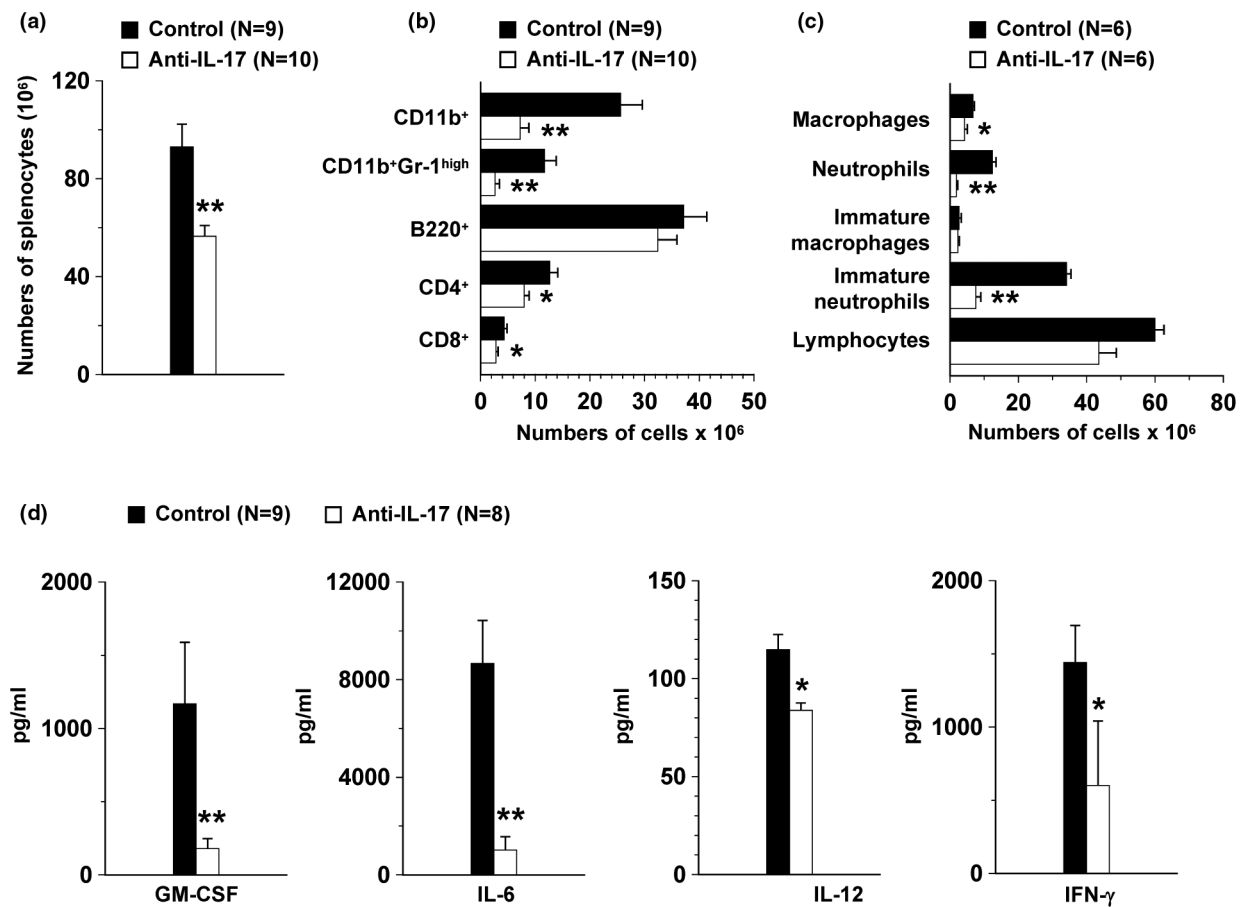 (a)
Control (N=9)
Anti-IL-17 (N=10)
Numbers of splenocytes (10⁶)
120
80
40
0
**
(b)
Control (N=9)
Anti-IL-17 (N=10)
CD11b⁺
**
CD11b⁺Gr-1ʰⁱᵍʰ
**
B220⁺
CD4⁺
*
CD8⁺
*
0 10 20 30 40 50
Numbers of cells x 10⁶
(c)
Control (N=6)
Anti-IL-17 (N=6)
Macrophages
*
Neutrophils
**
Immature
macrophages
Immature
neutrophils
**
Lymphocytes
0 20 40 60 80
Numbers of cells x 10⁶
(d)
Control (N=9) Anti-IL-17 (N=8)
pg/ml
2000
1000
0
**
GM-CSF
pg/ml
12000
8000
4000
0
**
IL-6
pg/ml
150
100
50
0
*
IL-12
pg/ml
2000
1000
0
*
IFN-γ